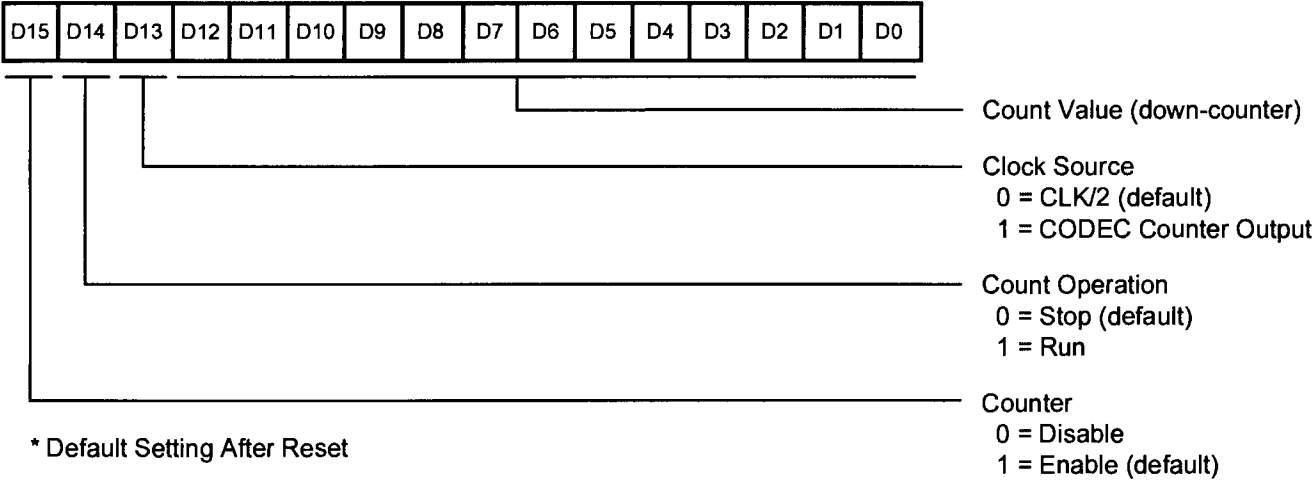 D15 D14 D13 D12 D11 D10 D9 D8 D7 D6 D5 D4 D3 D2 D1 D0
Count Value (down-counter)
Clock Source
0 = CLK/2 (default)
1 = CODEC Counter Output
Count Operation
0 = Stop (default)
1 = Run
Counter
0 = Disable
1 = Enable (default)
* Default Setting After Reset